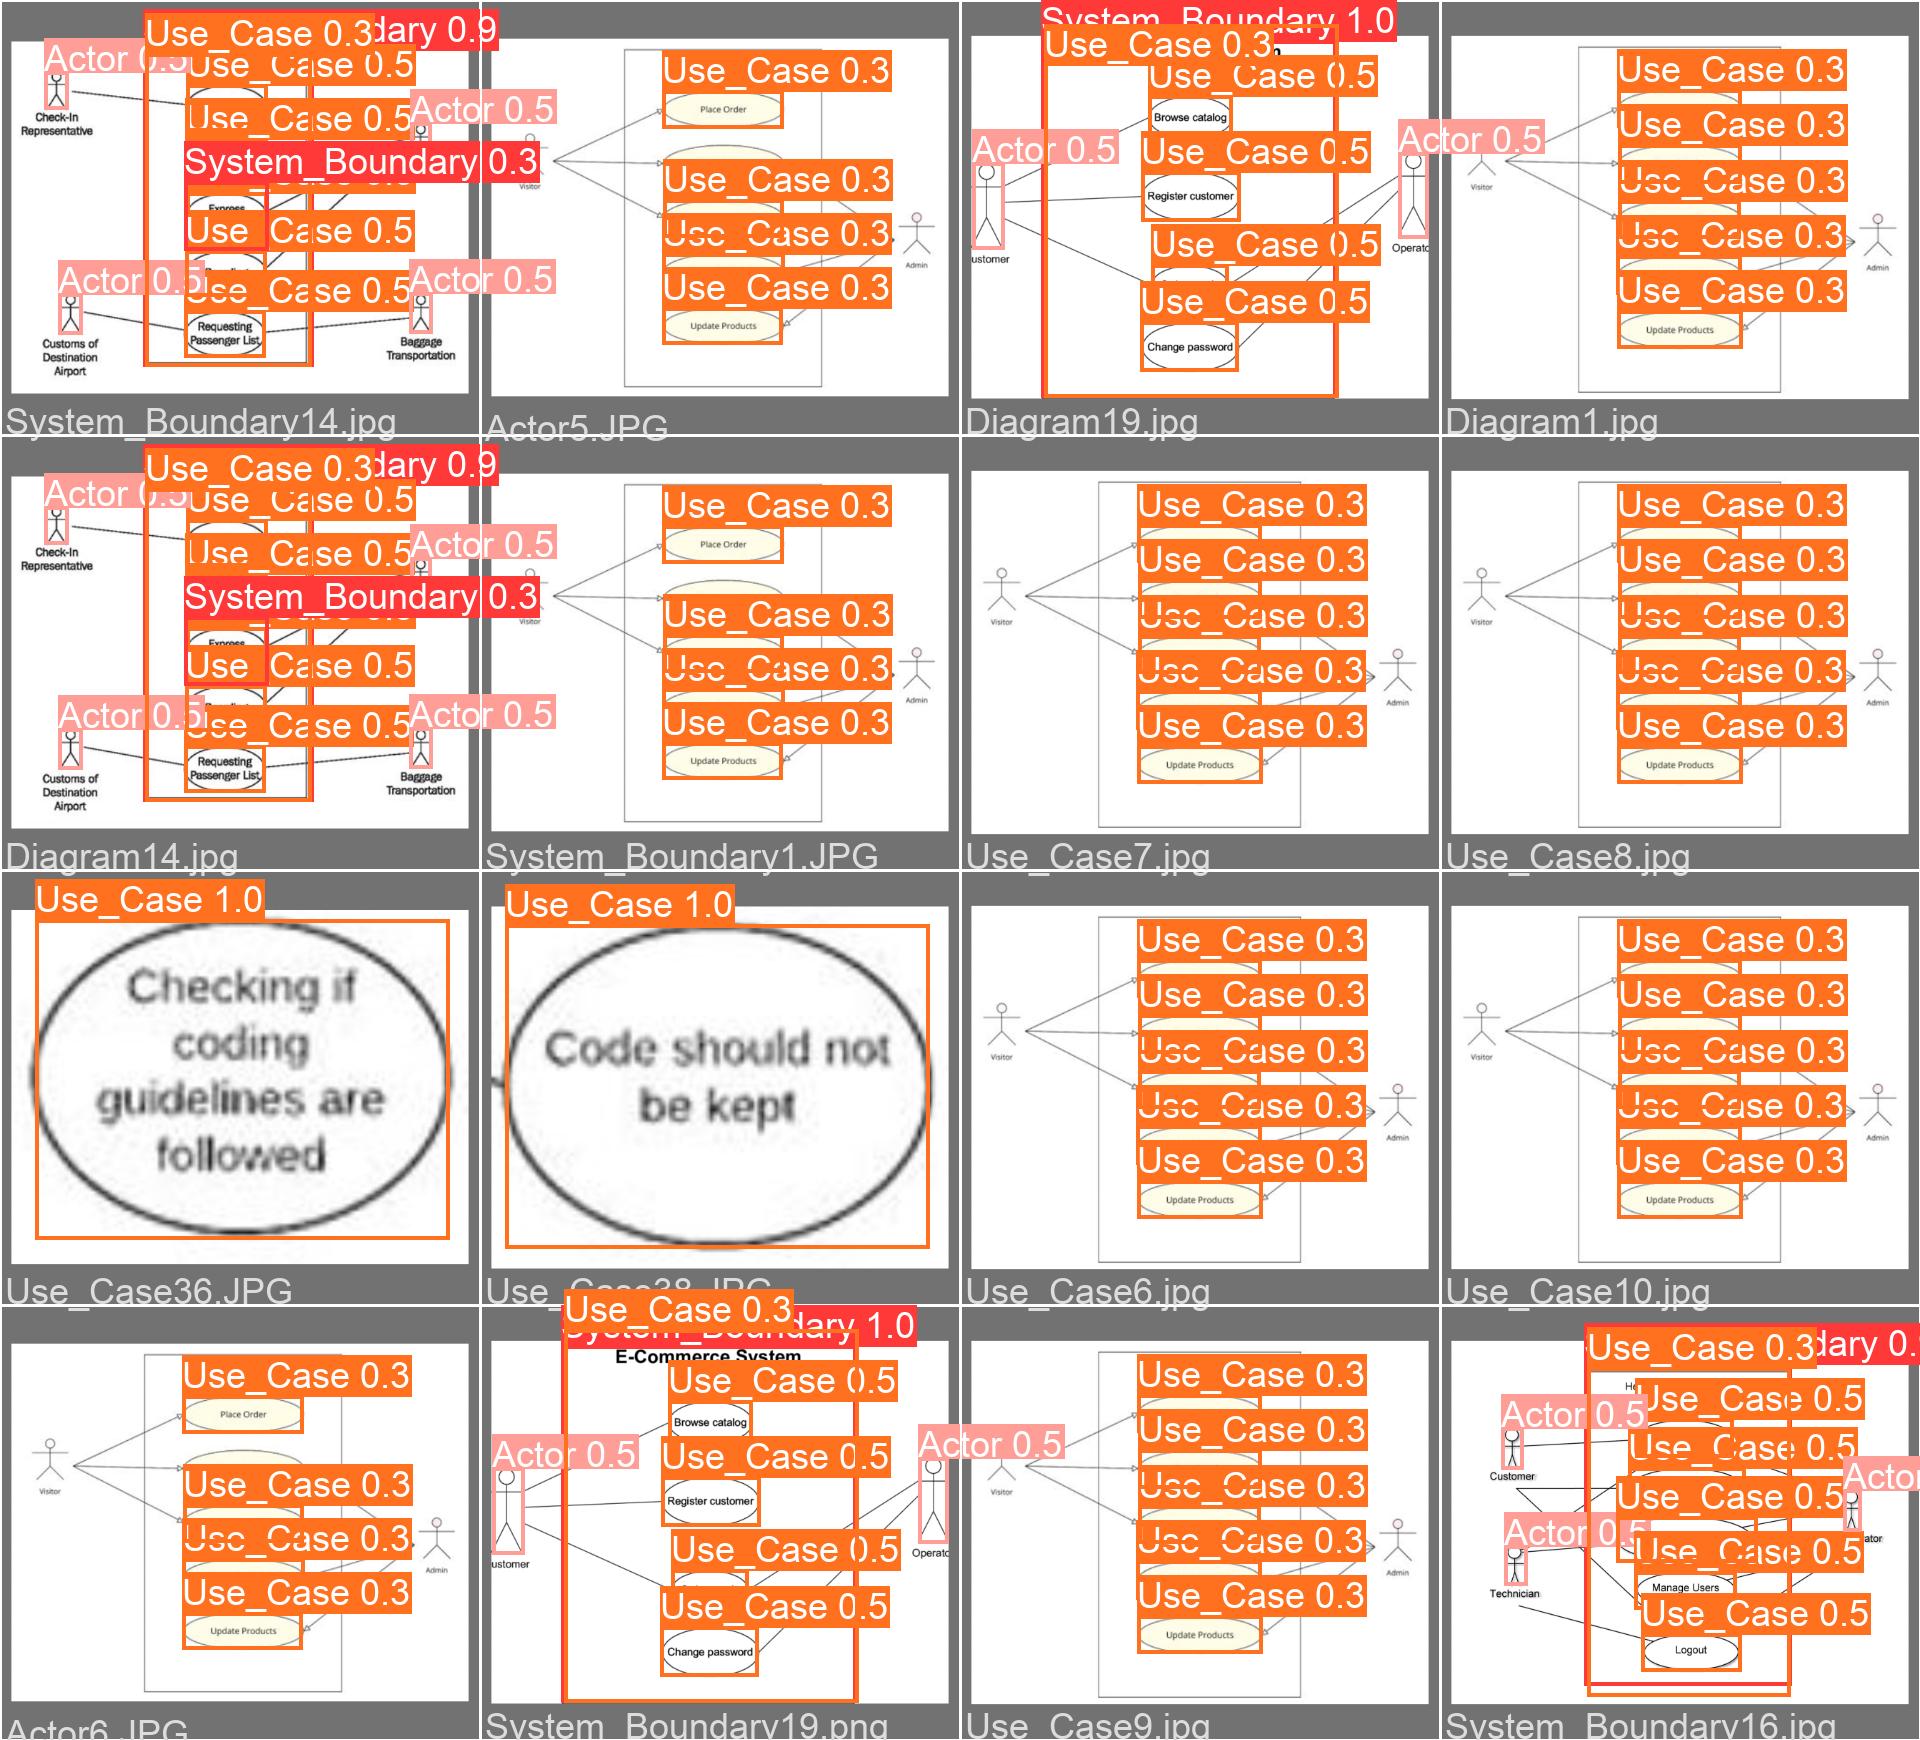 Use_Case 0.3
dary 0.9
Actor 0.5
Use_Case 0.5
Check-In
Representative
Use_Case 0.5
Actor 0.5
System_Boundary 0.3
Express
Use_Case 0.5
Actor 0.5
Use_Case 0.5
Actor 0.5
Requesting
Passenger List
Customs of
Destination
Airport
Baggage
Transportation
System_Boundary14.jpg
Use_Case 0.3
Place Order
Use_Case 0.3
Visitor
Use_Case 0.3
Admin
Use_Case 0.3
Update Products
Actor5.JPG
System_Boundary 1.0
Use_Case 0.3
Use_Case 0.5
Browse catalog
Actor 0.5
Use_Case 0.5
Register customer
Use_Case 0.5
ustomer
Use_Case 0.5
Change password
Actor 0.5
Operato
Diagram19.jpg
Use_Case 0.3
Use_Case 0.3
Visitor
Use_Case 0.3
Use_Case 0.3
Admin
Use_Case 0.3
Update Products
Diagram1.jpg
Use_Case 0.3
dary 0.9
Actor 0.5
Use_Case 0.5
Check-In
Representative
Use_Case 0.5
Actor 0.5
System_Boundary 0.3
Express
Use_Case 0.5
Actor 0.5
Use_Case 0.5
Actor 0.5
Requesting
Passenger List
Customs of
Destination
Airport
Baggage
Transportation
Diagram14.jpg
Use_Case 0.3
Place Order
Use_Case 0.3
Visitor
Use_Case 0.3
Admin
Use_Case 0.3
Update Products
System_Boundary1.JPG
Use_Case 0.3
Use_Case 0.3
Visitor
Use_Case 0.3
Use_Case 0.3
Admin
Use_Case 0.3
Update Products
Use_Case7.jpg
Use_Case 0.3
Use_Case 0.3
Visitor
Use_Case 0.3
Use_Case 0.3
Admin
Use_Case 0.3
Update Products
Use_Case8.jpg
Use_Case 1.0
Checking if
coding
guidelines are
followed
Use_Case36.JPG
Use_Case 1.0
Code should not
be kept
Use_Case38.JPG
Use_Case 0.3
Use_Case 0.3
Visitor
Use_Case 0.3
Use_Case 0.3
Admin
Use_Case 0.3
Update Products
Use_Case6.jpg
Use_Case 0.3
Use_Case 0.3
Visitor
Use_Case 0.3
Use_Case 0.3
Admin
Use_Case 0.3
Update Products
Use_Case10.jpg
Use_Case 0.3
Place Order
Use_Case 0.3
Visitor
Use_Case 0.3
Admin
Use_Case 0.3
Update Products
Actor6.JPG
Use_Case 0.3
System_Boundary 1.0
E-Commerce System
Use_Case 0.5
Browse catalog
Actor 0.5
Use_Case 0.5
Register customer
Use_Case 0.5
ustomer
Use_Case 0.5
Change password
Operato
System_Boundary19.png
Use_Case 0.3
Use_Case 0.3
Actor 0.5
Visitor
Use_Case 0.3
Use_Case 0.3
Admin
Use_Case 0.3
Update Products
Use_Case9.jpg
Use_Case 0.3
dary 0.
He
Use_Case 0.5
Actor 0.5
Use_Case 0.5
Customer
Actor
Use_Case 0.5
Actor 0.5
ator
Use_Case 0.5
Technician
Manage Users
Use_Case 0.5
Logout
System_Boundary16.jpg